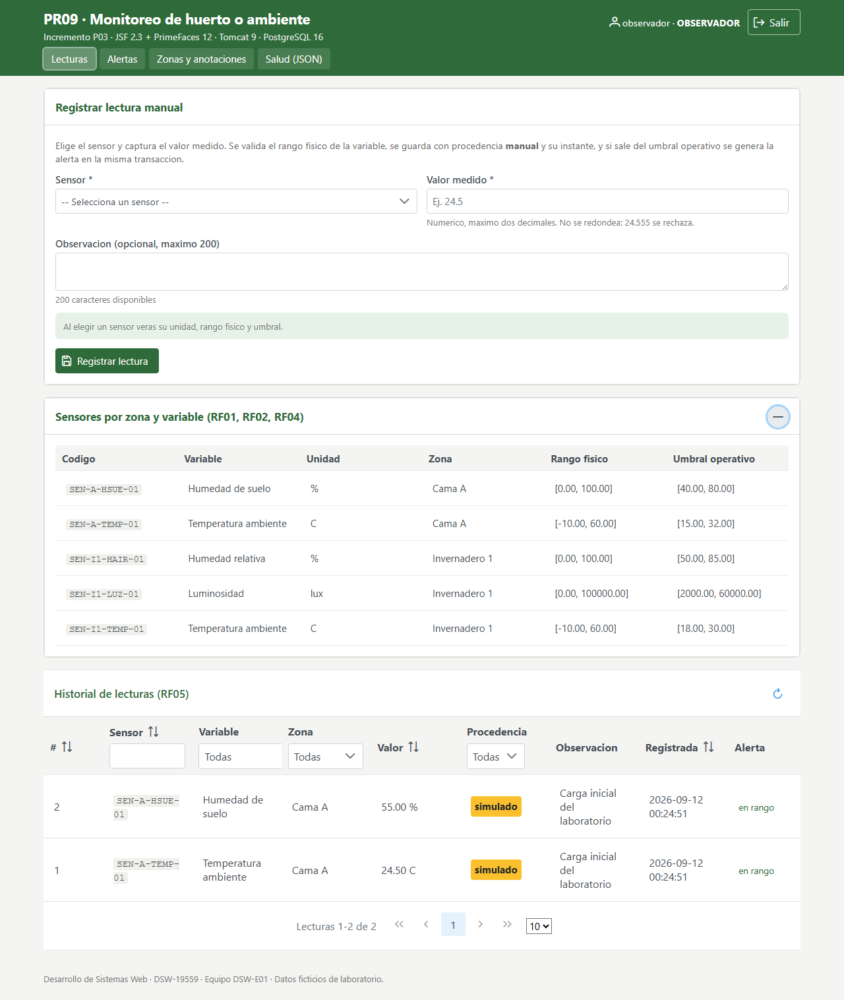 PR09 · Monitoreo de huerto o ambiente
Incremento P03 · JSF 2.3 + PrimeFaces 12 · Tomcat 9 · PostgreSQL 16
observador · OBSERVADOR
Salir
Lecturas
Alertas
Zonas y anotaciones
Salud (JSON)
Registrar lectura manual
Elige el sensor y captura el valor medido. Se valida el rango fisico de la variable, se guarda con procedencia manual y su instante, y si sale del umbral operativo se genera la
alerta en la misma transaccion.
Sensor *
Valor medido *
-- Selecciona un sensor --
Ej. 24.5
Numerico, maximo dos decimales. No se redondea: 24.555 se rechaza.
Observacion (opcional, maximo 200)
200 caracteres disponibles
Al elegir un sensor veras su unidad, rango fisico y umbral.
Registrar lectura
Sensores por zona y variable (RF01, RF02, RF04)
Codigo Variable Unidad Zona Rango fisico Umbral operativo
SEN-A-HSUE-01 Humedad de suelo % Cama A [0.00, 100.00] [40.00, 80.00]
SEN-A-TEMP-01 Temperatura ambiente C Cama A [-10.00, 60.00] [15.00, 32.00]
SEN-I1-HAIR-01 Humedad relativa % Invernadero 1 [0.00, 100.00] [50.00, 85.00]
SEN-I1-LUZ-01 Luminosidad lux Invernadero 1 [0.00, 100000.00] [2000.00, 60000.00]
SEN-I1-TEMP-01 Temperatura ambiente C Invernadero 1 [-10.00, 60.00] [18.00, 30.00]
Historial de lecturas (RF05)
# Sensor Variable Zona Valor Procedencia Observacion Registrada Alerta
Todas Todas Todas
2 SEN-A-HSUE-01 Humedad de suelo Cama A 55.00 % simulado Carga inicial del laboratorio 2026-09-12 00:24:51 en rango
1 SEN-A-TEMP-01 Temperatura ambiente Cama A 24.50 C simulado Carga inicial del laboratorio 2026-09-12 00:24:51 en rango
Lecturas 1-2 de 2 1 10
Desarrollo de Sistemas Web · DSW-19559 · Equipo DSW-E01 · Datos ficticios de laboratorio.